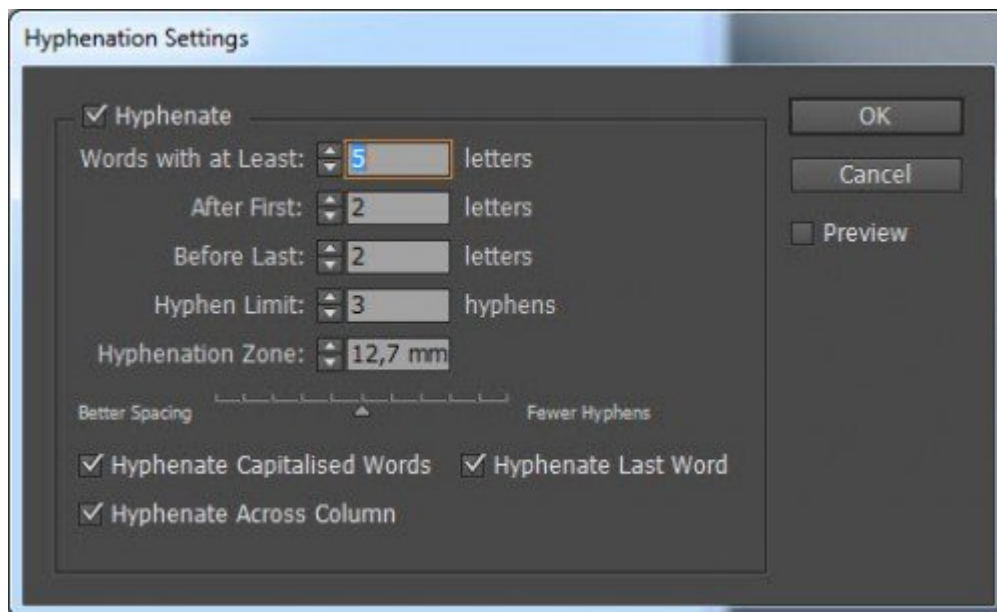 Hyphenation Settings
Hyphenate
Words with at Least: 5 letters
After First: 2 letters
Before Last: 2 letters
Hyphen Limit: 3 hyphens
Hyphenation Zone: 12,7 mm
Better Spacing Fewer Hyphens
Hyphenate Capitalised Words Hyphenate Last Word
Hyphenate Across Column
OK
Cancel
Preview